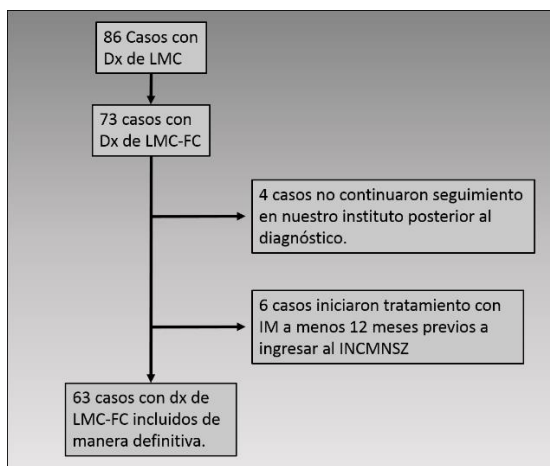 86 Casos con
Dx de LMC
73 casos con
Dx de LMC-FC
4 casos no continuaron seguimiento
en nuestro instituto posterior al
diagnóstico.
6 casos iniciaron tratamiento con
IM a menos 12 meses previos a
ingresar al INCMNSZ
63 casos con dx de
LMC-FC incluidos de
manera definitiva.